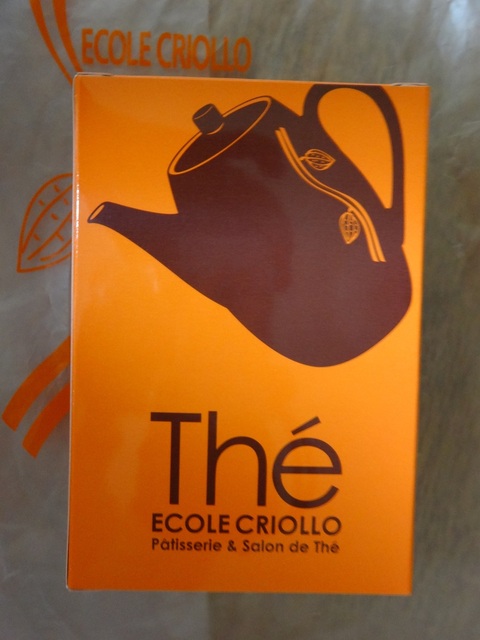 ECOLE CRIOLLO
Thé
ECOLE CRIOLLO
Pâtisserie & Salon de Thé